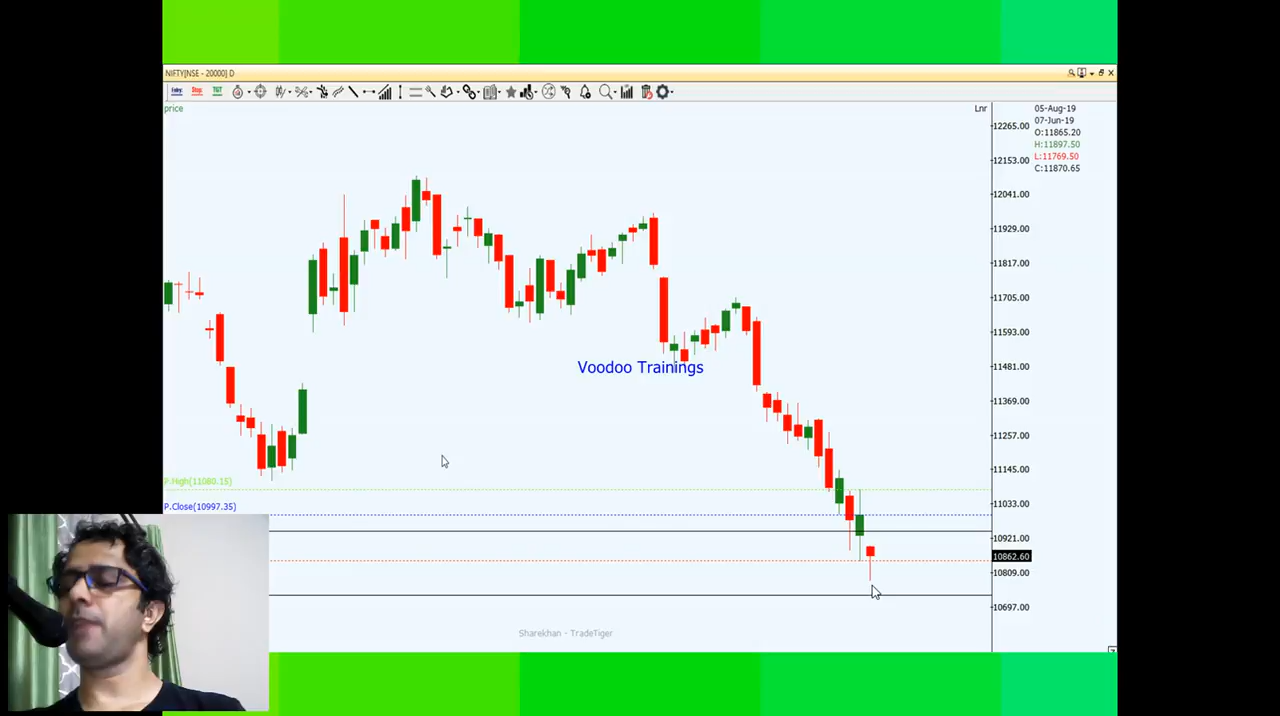 NIFTY[NSE - 20000] D
Entry Stop TGT
price
Lnr
05-Aug-19
07-Jun-19
O:11865.20
H:11897.50
L:11769.50
C:11870.65
12265.00
12153.00
12041.00
11929.00
11817.00
11705.00
11593.00
11481.00
11369.00
11257.00
11145.00
11033.00
10921.00
10862.60
10809.00
10697.00
Voodoo Trainings
P.High(11080.15)
P.Close(10997.35)
Sharekhan - TradeTiger